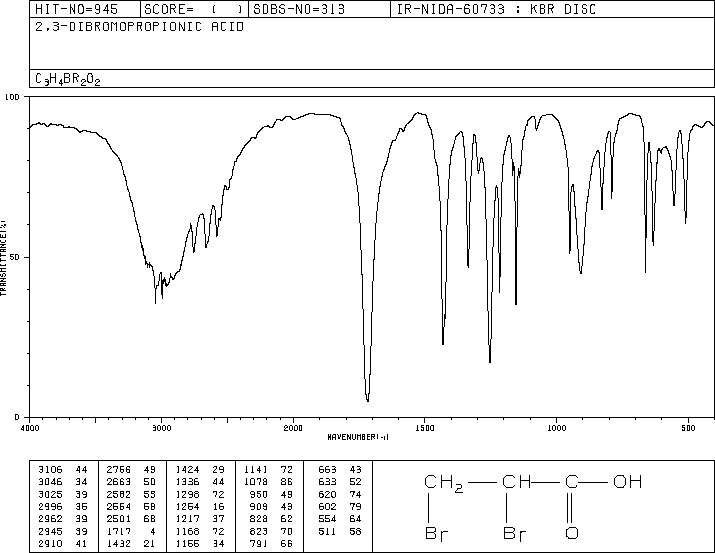 HIT-NO=945 SCORE= ( ) SDBS-NO=313 IR-NIDA-60733 : KBR DISC
2,3-DIBROMOPROPIONIC ACID
C3H4BR2O2
100
50
0
TRANSMITTANCE(%)
4000 3000 2000 1500 1000 500
WAVENUMBER(-1)
3106 44 2756 49 1424 29 1141 72 663 43
3046 34 2663 50 1336 44 1078 86 633 52
3025 39 2582 55 1298 72 950 49 620 74
2996 36 2554 58 1254 16 909 43 602 79
2962 39 2501 68 1217 37 828 62 554 64
2945 39 1717 4 1168 72 823 70 511 58
2910 41 1432 21 1155 34 791 66
CH2 CH C OH
Br Br O